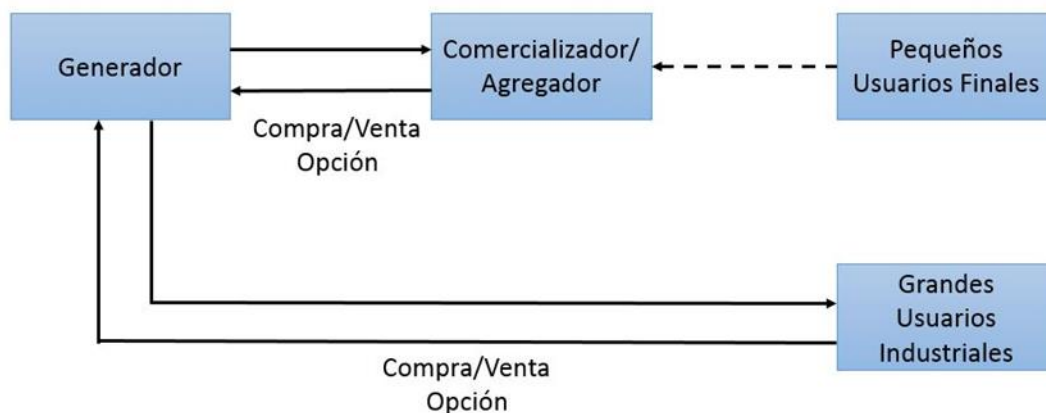 Generador
Comercializador/
Agregador
Pequeños
Usuarios Finales
Compra/Venta
Opción
Grandes
Usuarios
Industriales
Compra/Venta
Opción